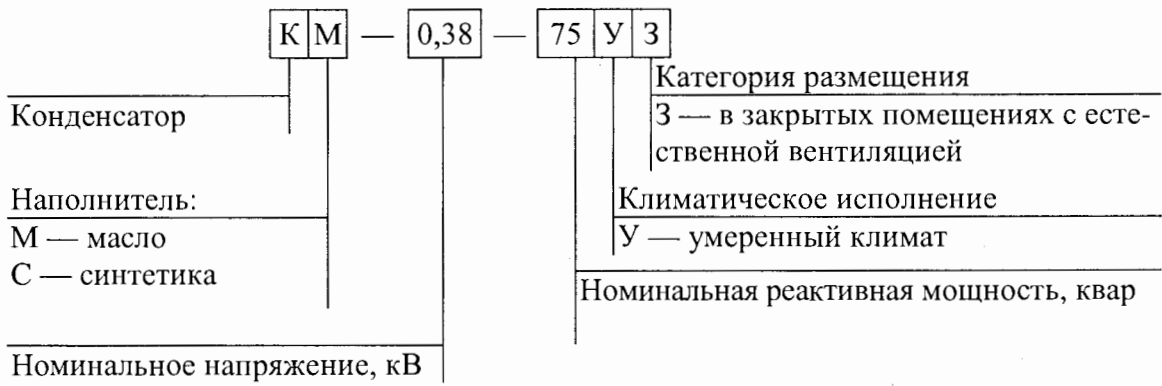 КМ — 0,38 — 75 У 3
Категория размещения
Конденсатор
3 — в закрытых помещениях с есте-
ственной вентиляцией
Наполнитель:
Климатическое исполнение
М — масло
У — умеренный климат
С — синтетика
Номинальная реактивная мощность, квар
Номинальное напряжение, кВ